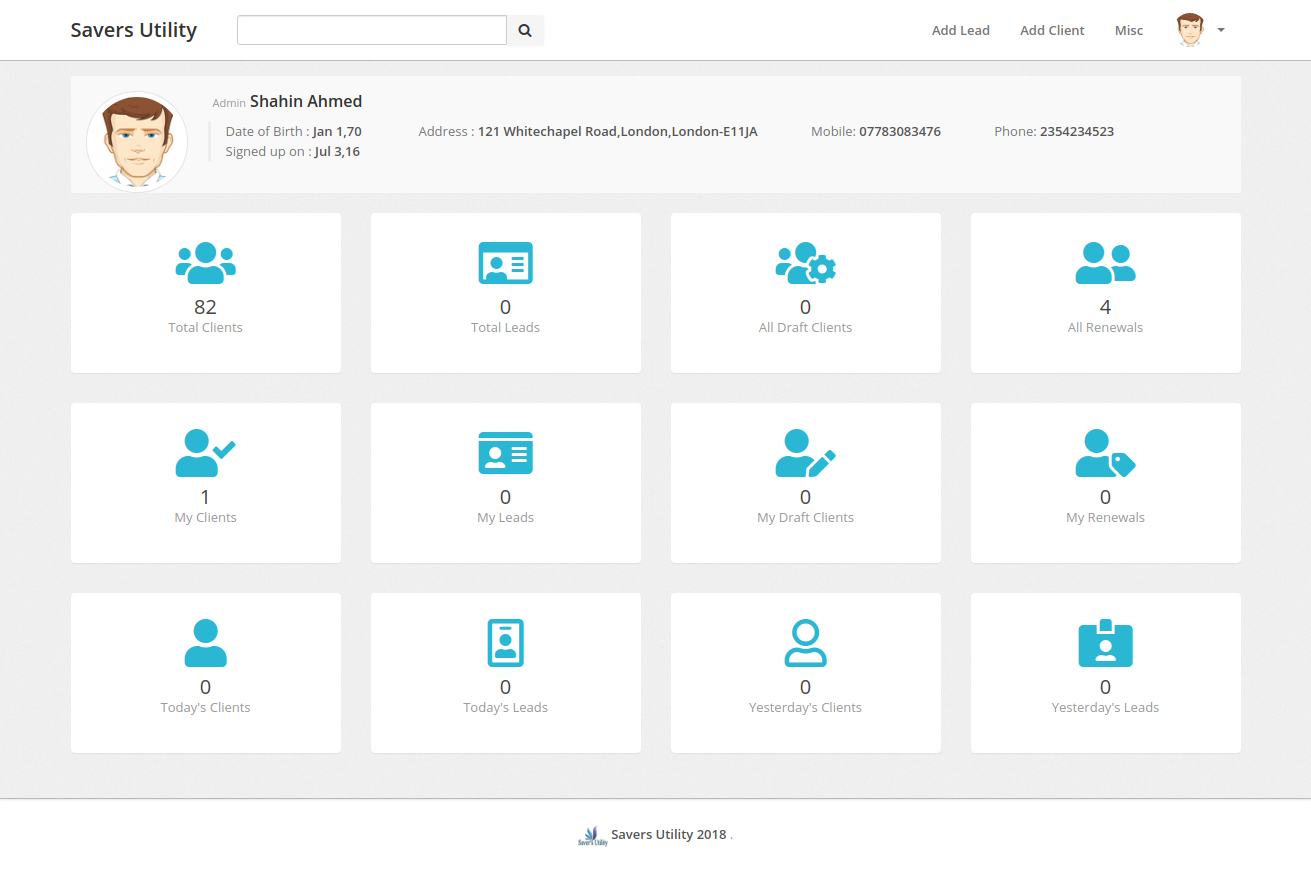 Savers Utility
Add Lead
Add Client
Misc
Admin Shahin Ahmed
Date of Birth : Jan 1,70
Address : 121 Whitechapel Road,London,London-E11JA
Mobile: 07783083476
Phone: 2354234523
Signed up on : Jul 3,16
82
Total Clients
0
Total Leads
0
All Draft Clients
4
All Renewals
1
My Clients
0
My Leads
0
My Draft Clients
0
My Renewals
0
Today's Clients
0
Today's Leads
0
Yesterday's Clients
0
Yesterday's Leads
Savers Utility
Savers Utility 2018 .